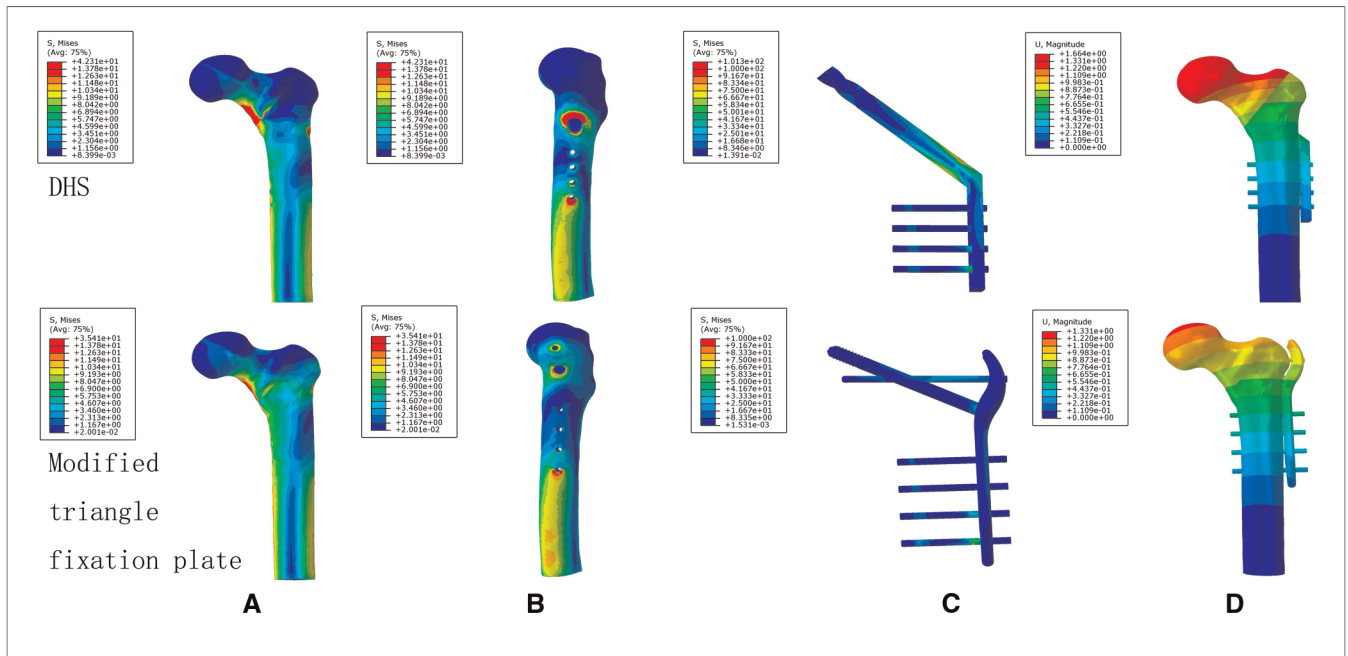 S, Mises
(Avg: 75%)
+4.231e+01
+1.378e+01
+1.263e+01
+1.148e+01
+1.034e+01
+9.189e+00
+8.042e+00
+6.894e+00
+5.747e+00
+4.599e+00
+3.451e+00
+2.304e+00
+1.156e+00
+8.399e-03
S, Mises
(Avg: 75%)
+4.231e+01
+1.378e+01
+1.263e+01
+1.148e+01
+1.034e+01
+9.189e+00
+8.042e+00
+6.894e+00
+5.747e+00
+4.599e+00
+3.451e+00
+2.304e+00
+1.156e+00
+8.399e-03
S, Mises
(Avg: 75%)
+1.013e+02
+1.000e+02
+9.167e+01
+8.334e+01
+7.500e+01
+6.667e+01
+5.834e+01
+5.001e+01
+4.167e+01
+3.334e+01
+2.501e+01
+1.668e+01
+8.346e+00
+1.391e-02
U, Magnitude
+1.664e+00
+1.331e+00
+1.220e+00
+1.109e+00
+9.983e-01
+8.873e-01
+7.764e-01
+6.655e-01
+5.546e-01
+4.437e-01
+3.327e-01
+2.218e-01
+1.109e-01
+0.000e+00
DHS
S, Mises
(Avg: 75%)
+3.541e+01
+1.378e+01
+1.263e+01
+1.149e+01
+1.034e+01
+9.193e+00
+8.047e+00
+6.900e+00
+5.753e+00
+4.607e+00
+3.460e+00
+2.313e+00
+1.167e+00
+2.001e-02
S, Mises
(Avg: 75%)
+3.541e+01
+1.378e+01
+1.263e+01
+1.149e+01
+1.034e+01
+9.193e+00
+8.047e+00
+6.900e+00
+5.753e+00
+4.607e+00
+3.460e+00
+2.313e+00
+1.167e+00
+2.001e-02
S, Mises
(Avg: 75%)
+1.000e+02
+9.167e+01
+8.333e+01
+7.500e+01
+6.667e+01
+5.833e+01
+5.000e+01
+4.167e+01
+3.333e+01
+2.500e+01
+1.667e+01
+8.335e+00
+1.531e-03
U, Magnitude
+1.331e+00
+1.220e+00
+1.109e+00
+9.983e-01
+8.873e-01
+7.764e-01
+6.655e-01
+5.546e-01
+4.437e-01
+3.327e-01
+2.218e-01
+1.109e-01
+0.000e+00
Modified
triangle
fixation plate
A
B
C
D